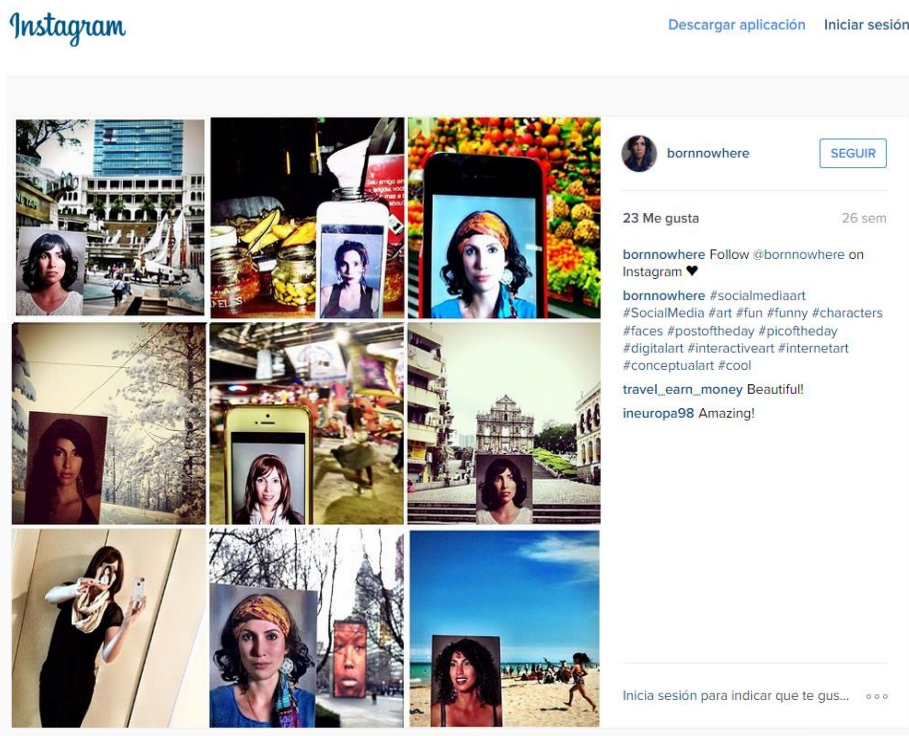 Instagram
Descargar aplicación
Iniciar sesión
bornnowhere
SEGUIR
23 Me gusta
26 sem
bornnowhere Follow @bornnowhere on
Instagram ♥
bornnowhere #socialmediaart
#SocialMedia #art #fun #funny #characters
#faces #postoftheday #picoftheday
#digitalart #interactiveart #internetart
#conceptualart #cool
travel_earn_money Beautiful!
ineuropa98 Amazing!
Inicia sesión para indicar que te gus...